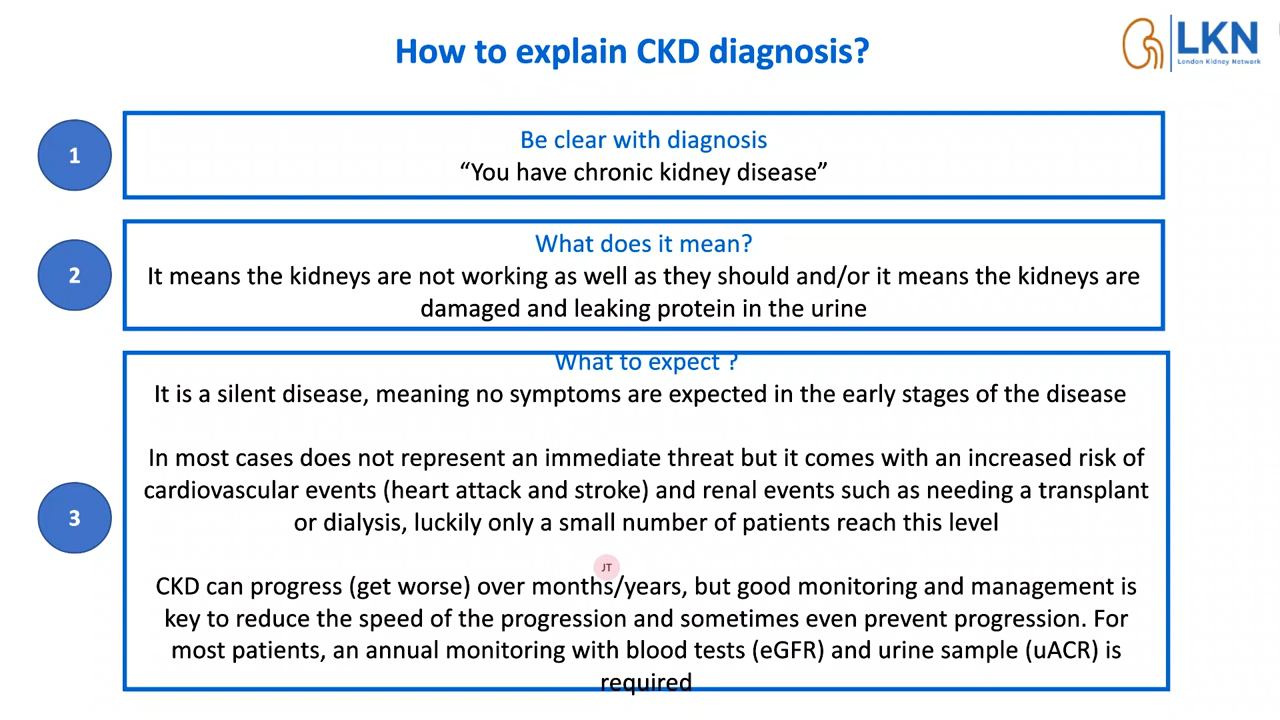 How to explain CKD diagnosis?
LKN
London Kidney Network
1
Be clear with diagnosis
“You have chronic kidney disease”
2
What does it mean?
It means the kidneys are not working as well as they should and/or it means the kidneys are
damaged and leaking protein in the urine
3
What to expect ?
It is a silent disease, meaning no symptoms are expected in the early stages of the disease
In most cases does not represent an immediate threat but it comes with an increased risk of
cardiovascular events (heart attack and stroke) and renal events such as needing a transplant
or dialysis, luckily only a small number of patients reach this level
JT
CKD can progress (get worse) over months/years, but good monitoring and management is
key to reduce the speed of the progression and sometimes even prevent progression. For
most patients, an annual monitoring with blood tests (eGFR) and urine sample (uACR) is
required